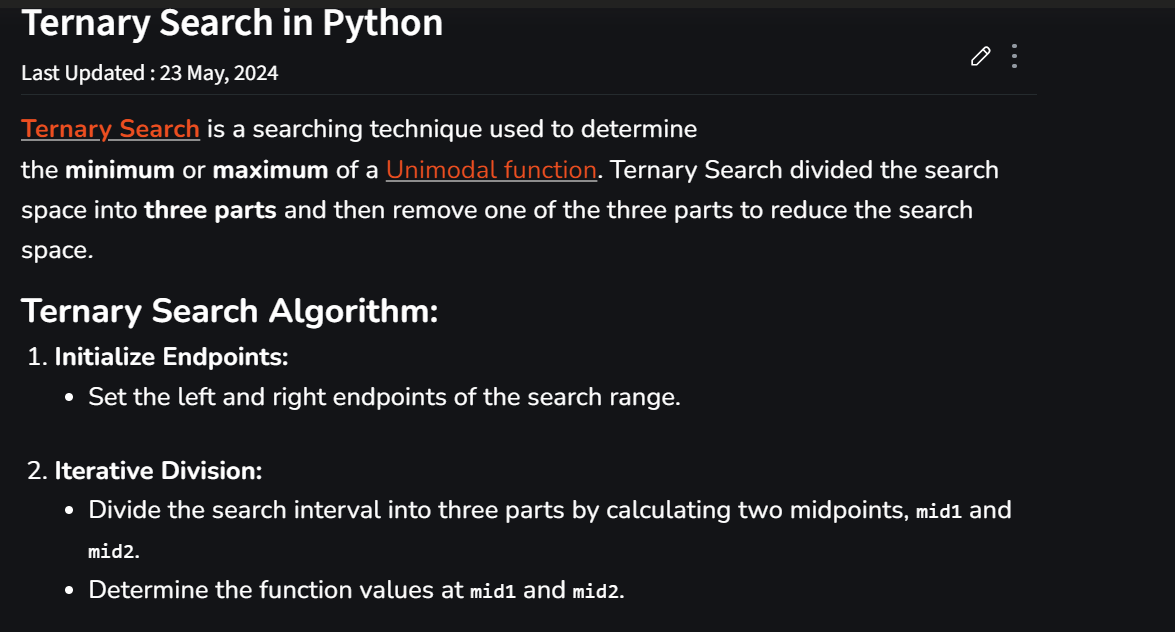 Ternary Search in Python
Last Updated : 23 May, 2024
Ternary Search is a searching technique used to determine
the minimum or maximum of a Unimodal function. Ternary Search divided the search
space into three parts and then remove one of the three parts to reduce the search
space.
Ternary Search Algorithm:
1. Initialize Endpoints:
• Set the left and right endpoints of the search range.
2. Iterative Division:
• Divide the search interval into three parts by calculating two midpoints, mid1 and
mid2.
• Determine the function values at mid1 and mid2.